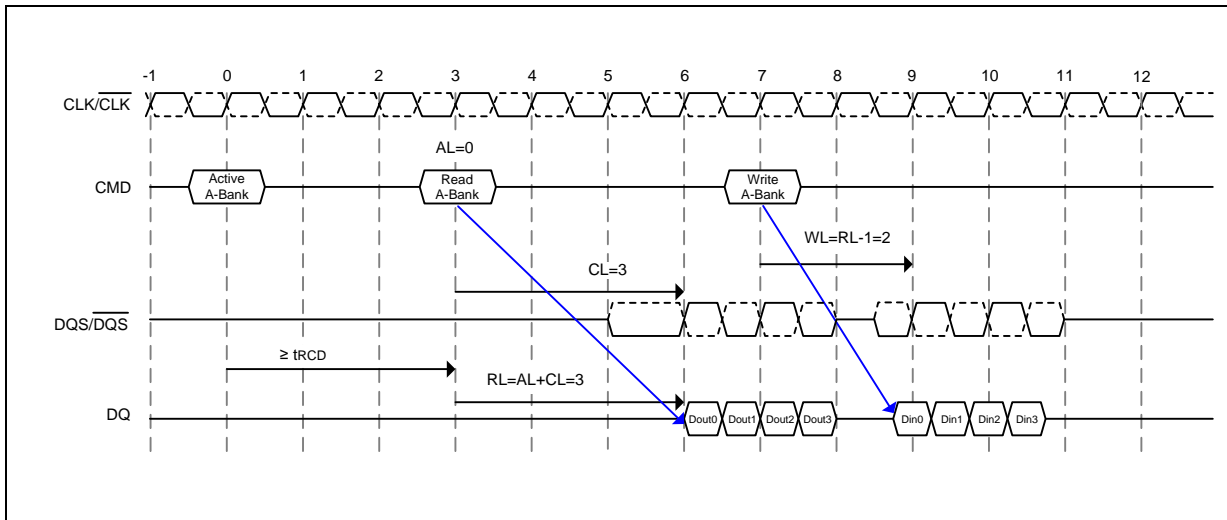 -1 0 1 2 3 4 5 6 7 8 9 10 11 12
CLK/CLK
AL=0
CMD
Active
A-Bank
Read
A-Bank
Write
A-Bank
WL=RL-1=2
CL=3
DQS/DQS
≥ tRCD
RL=AL+CL=3
DQ
Dout0 Dout1 Dout2 Dout3 Din0 Din1 Din2 Din3